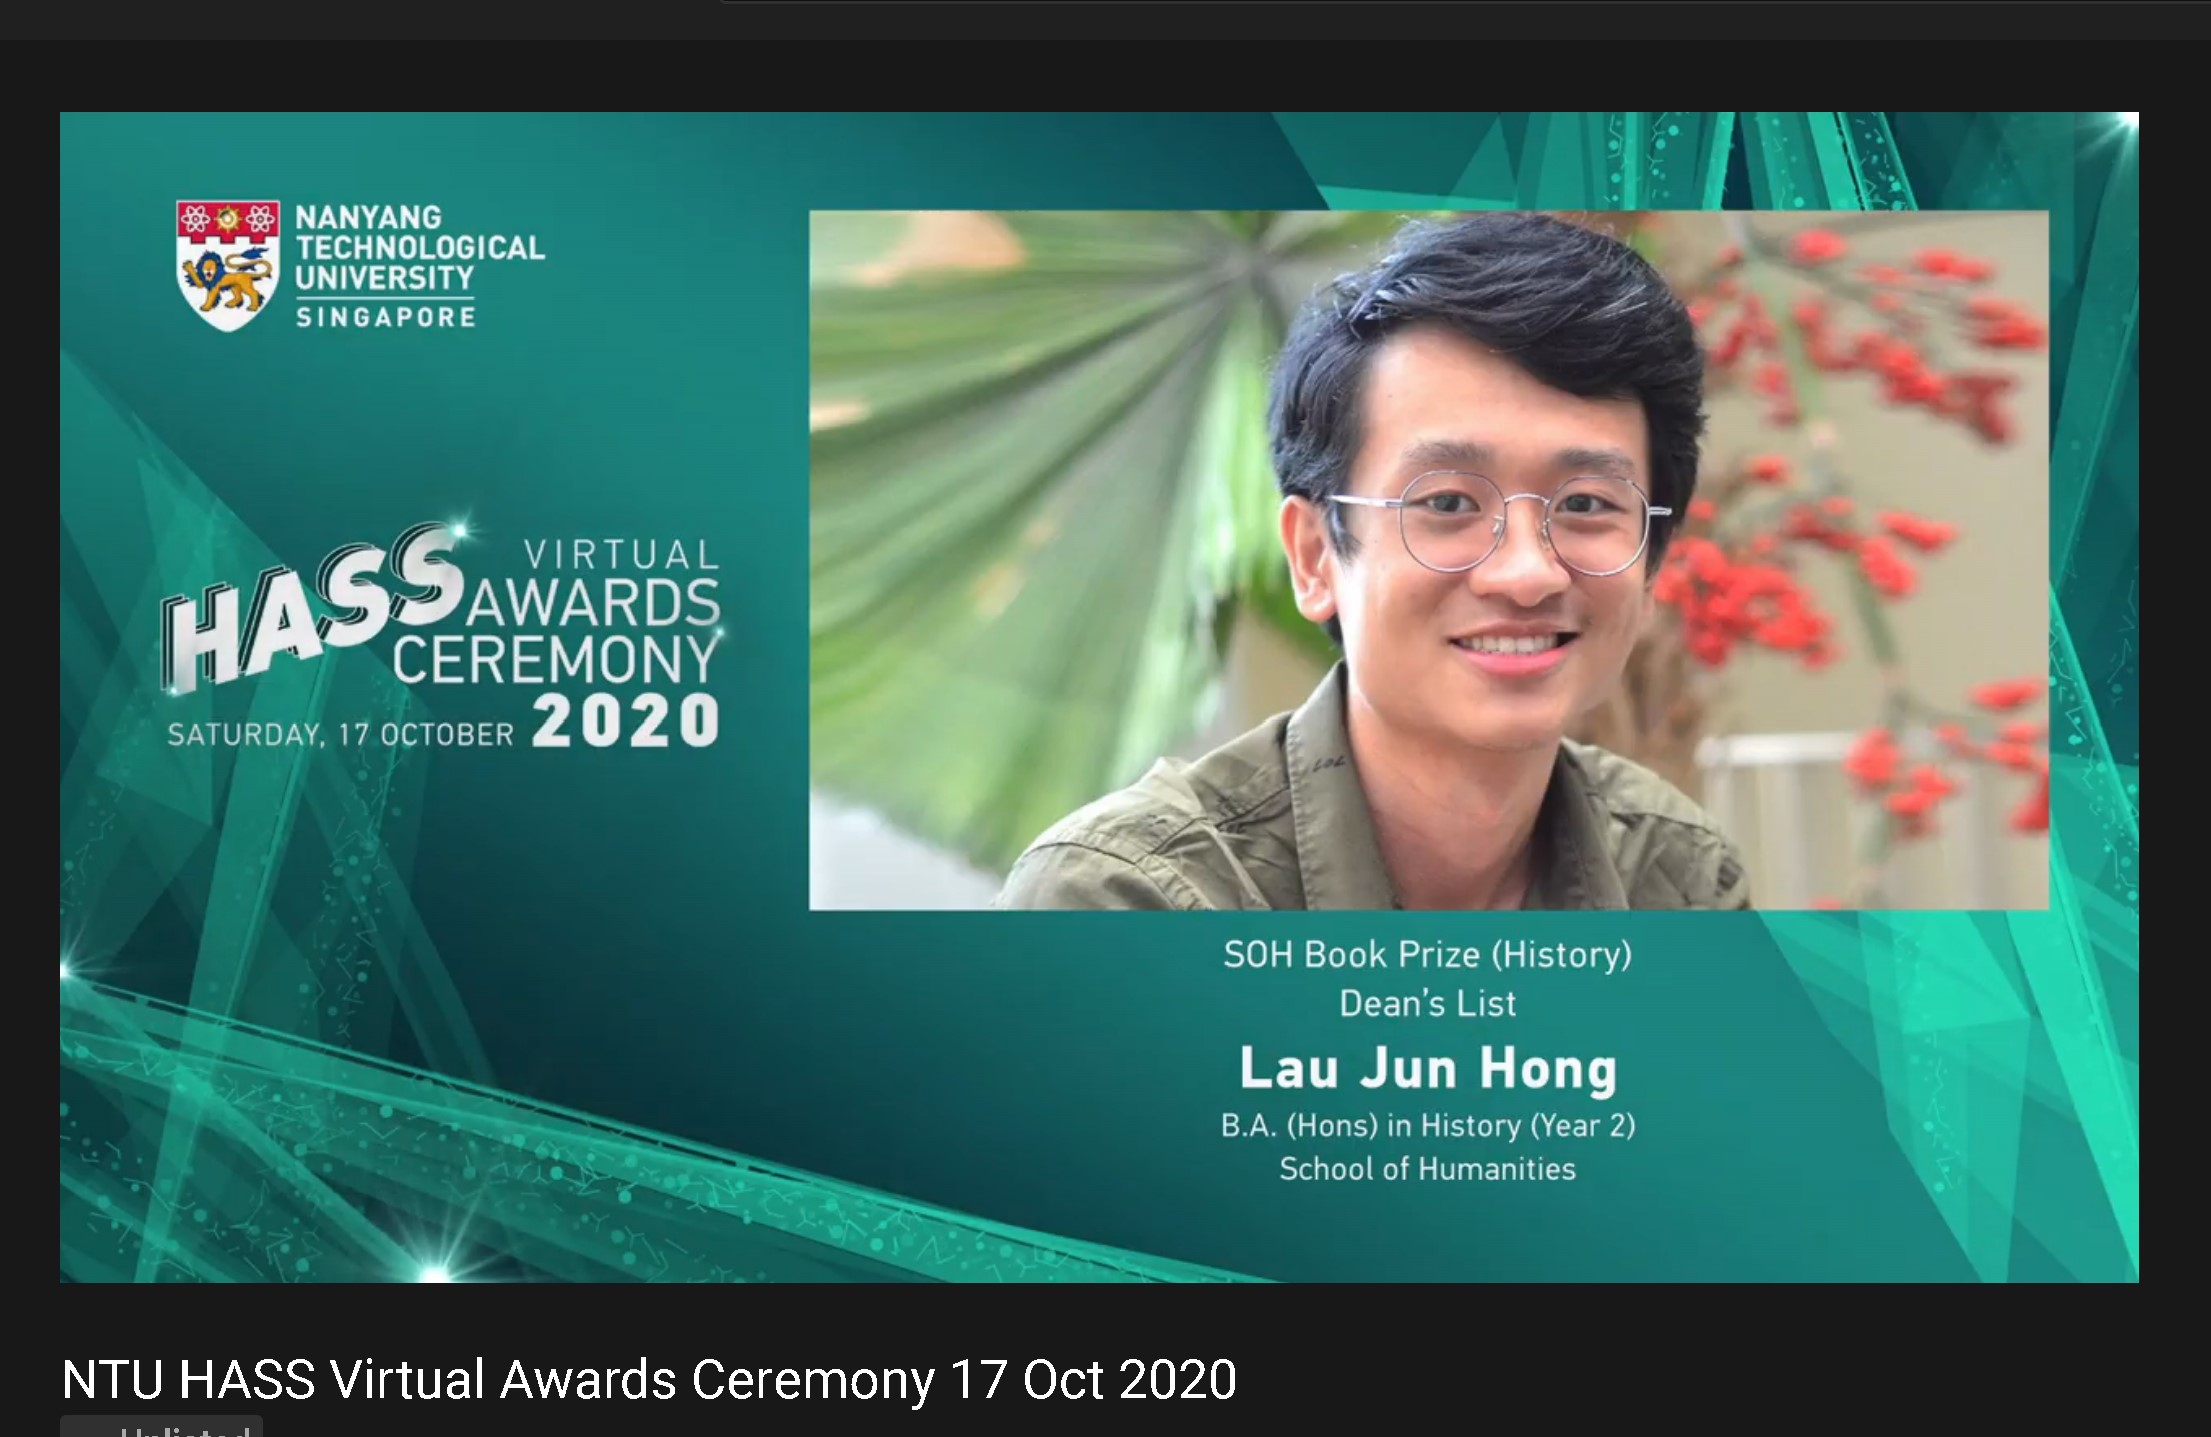 NANYANG
TECHNOLOGICAL
UNIVERSITY
SINGAPORE
HASS VIRTUAL
AWARDS
CEREMONY
SATURDAY, 17 OCTOBER 2020
SOH Book Prize (History)
Dean's List
Lau Jun Hong
B.A. (Hons) in History (Year 2)
School of Humanities
NTU HASS Virtual Awards Ceremony 17 Oct 2020
Unlisted